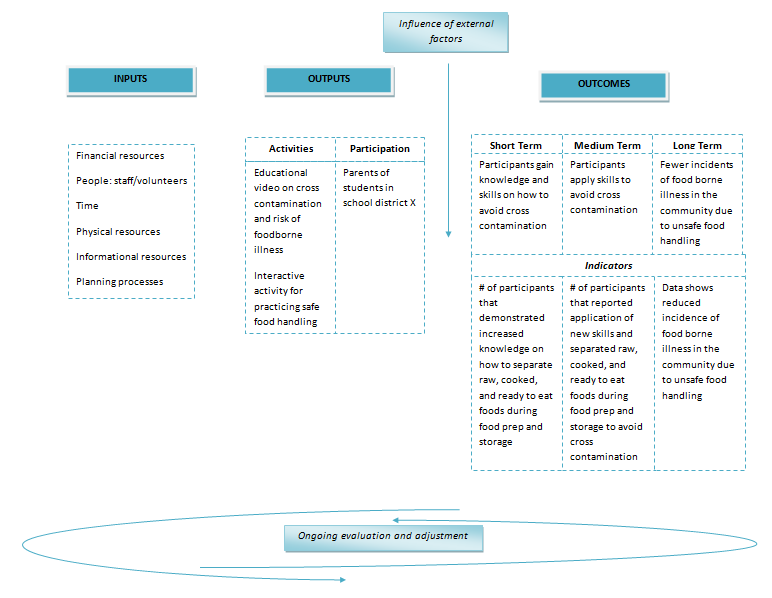 Influence of external
factors
INPUTS
OUTPUTS
OUTCOMES
Financial resources
People: staff/volunteers
Time
Physical resources
Informational resources
Planning processes
Activities
Participation
Educational
video on cross
contamination
and risk of
foodborne
illness
Interactive
activity for
practicing safe
food handling
Parents of
students in
school district X
Short Term
Medium Term
Long Term
Participants gain
knowledge and
skills on how to
avoid cross
contamination
Participants
apply skills to
avoid cross
contamination
Fewer incidents
of food borne
illness in the
community due
to unsafe food
handling
Indicators
# of participants
that
demonstrated
increased
knowledge on
how to separate
raw, cooked,
and ready to eat
foods during
food prep and
storage
# of participants
that reported
application of
new skills and
separated raw,
cooked, and
ready to eat
foods during
food prep and
storage to avoid
cross
contamination
Data shows
reduced
incidence of
food borne
illness in the
community due
to unsafe food
handling
Ongoing evaluation and adjustment